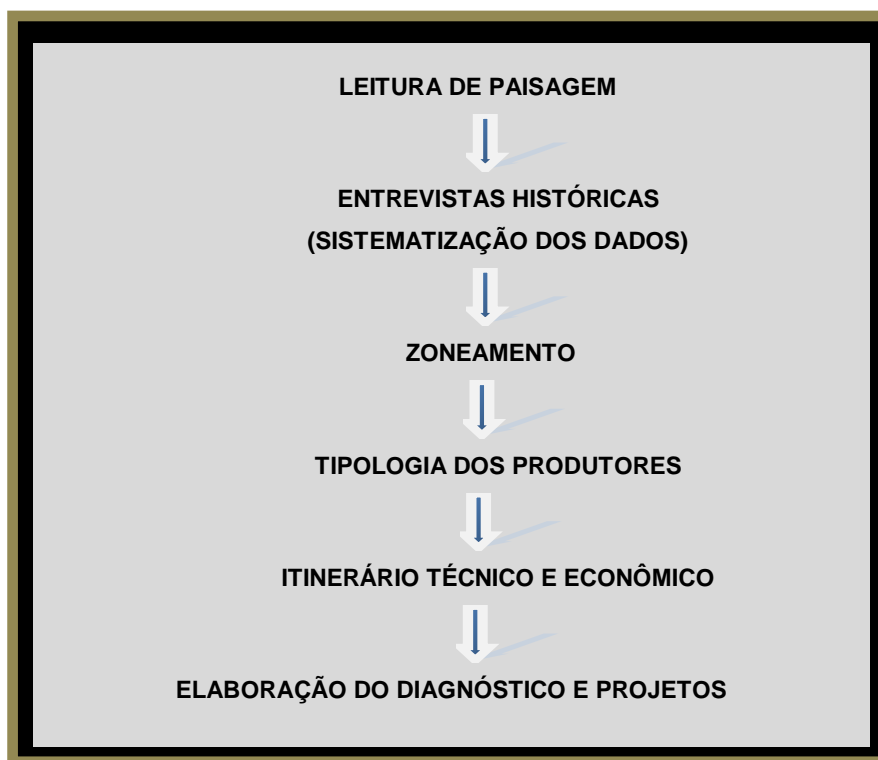 LEITURA DE PAISAGEM
ENTREVISTAS HISTÓRICAS
(SISTEMATIZAÇÃO DOS DADOS)
ZONEAMENTO
TIPOLOGIA DOS PRODUTORES
ITINERÁRIO TÉCNICO E ECONÔMICO
ELABORAÇÃO DO DIAGNÓSTICO E PROJETOS